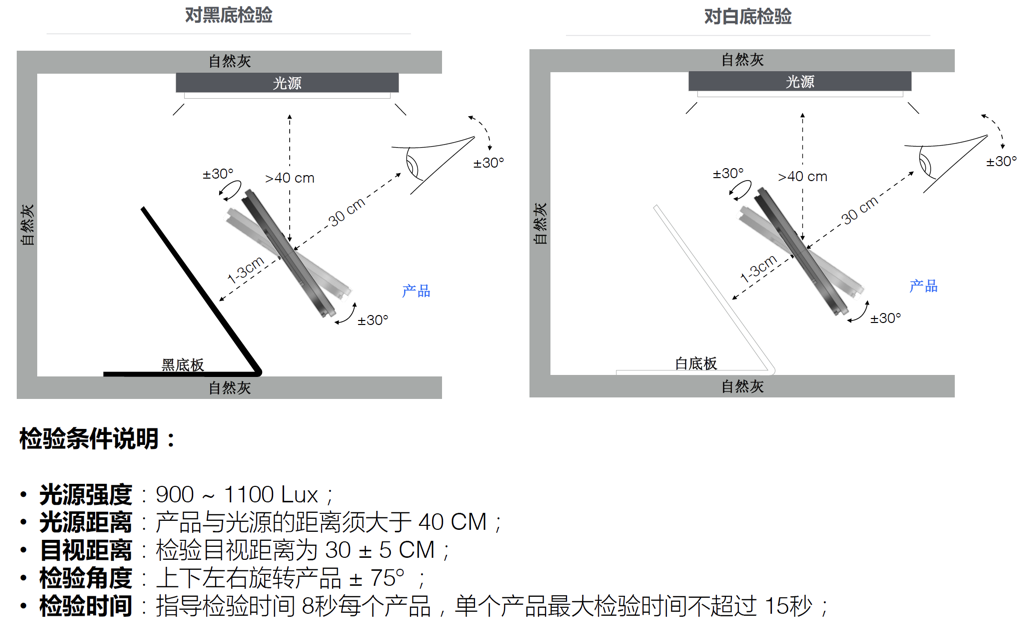 对黑底检验
自然灰
光源
±30°
±30°
>40 cm
30 cm
自然灰
1-3cm
产品
±30°
黑底板
自然灰
对白底检验
自然灰
光源
±30°
±30°
>40 cm
30 cm
自然灰
1-3cm
产品
±30°
白底板
自然灰
检验条件说明：
• 光源强度：900 ~ 1100 Lux；
• 光源距离：产品与光源的距离须大于 40 CM；
• 目视距离：检验目视距离为 30 ± 5 CM；
• 检验角度：上下左右旋转产品 ± 75° ；
• 检验时间：指导检验时间 8秒每个产品，单个产品最大检验时间不超过 15秒；